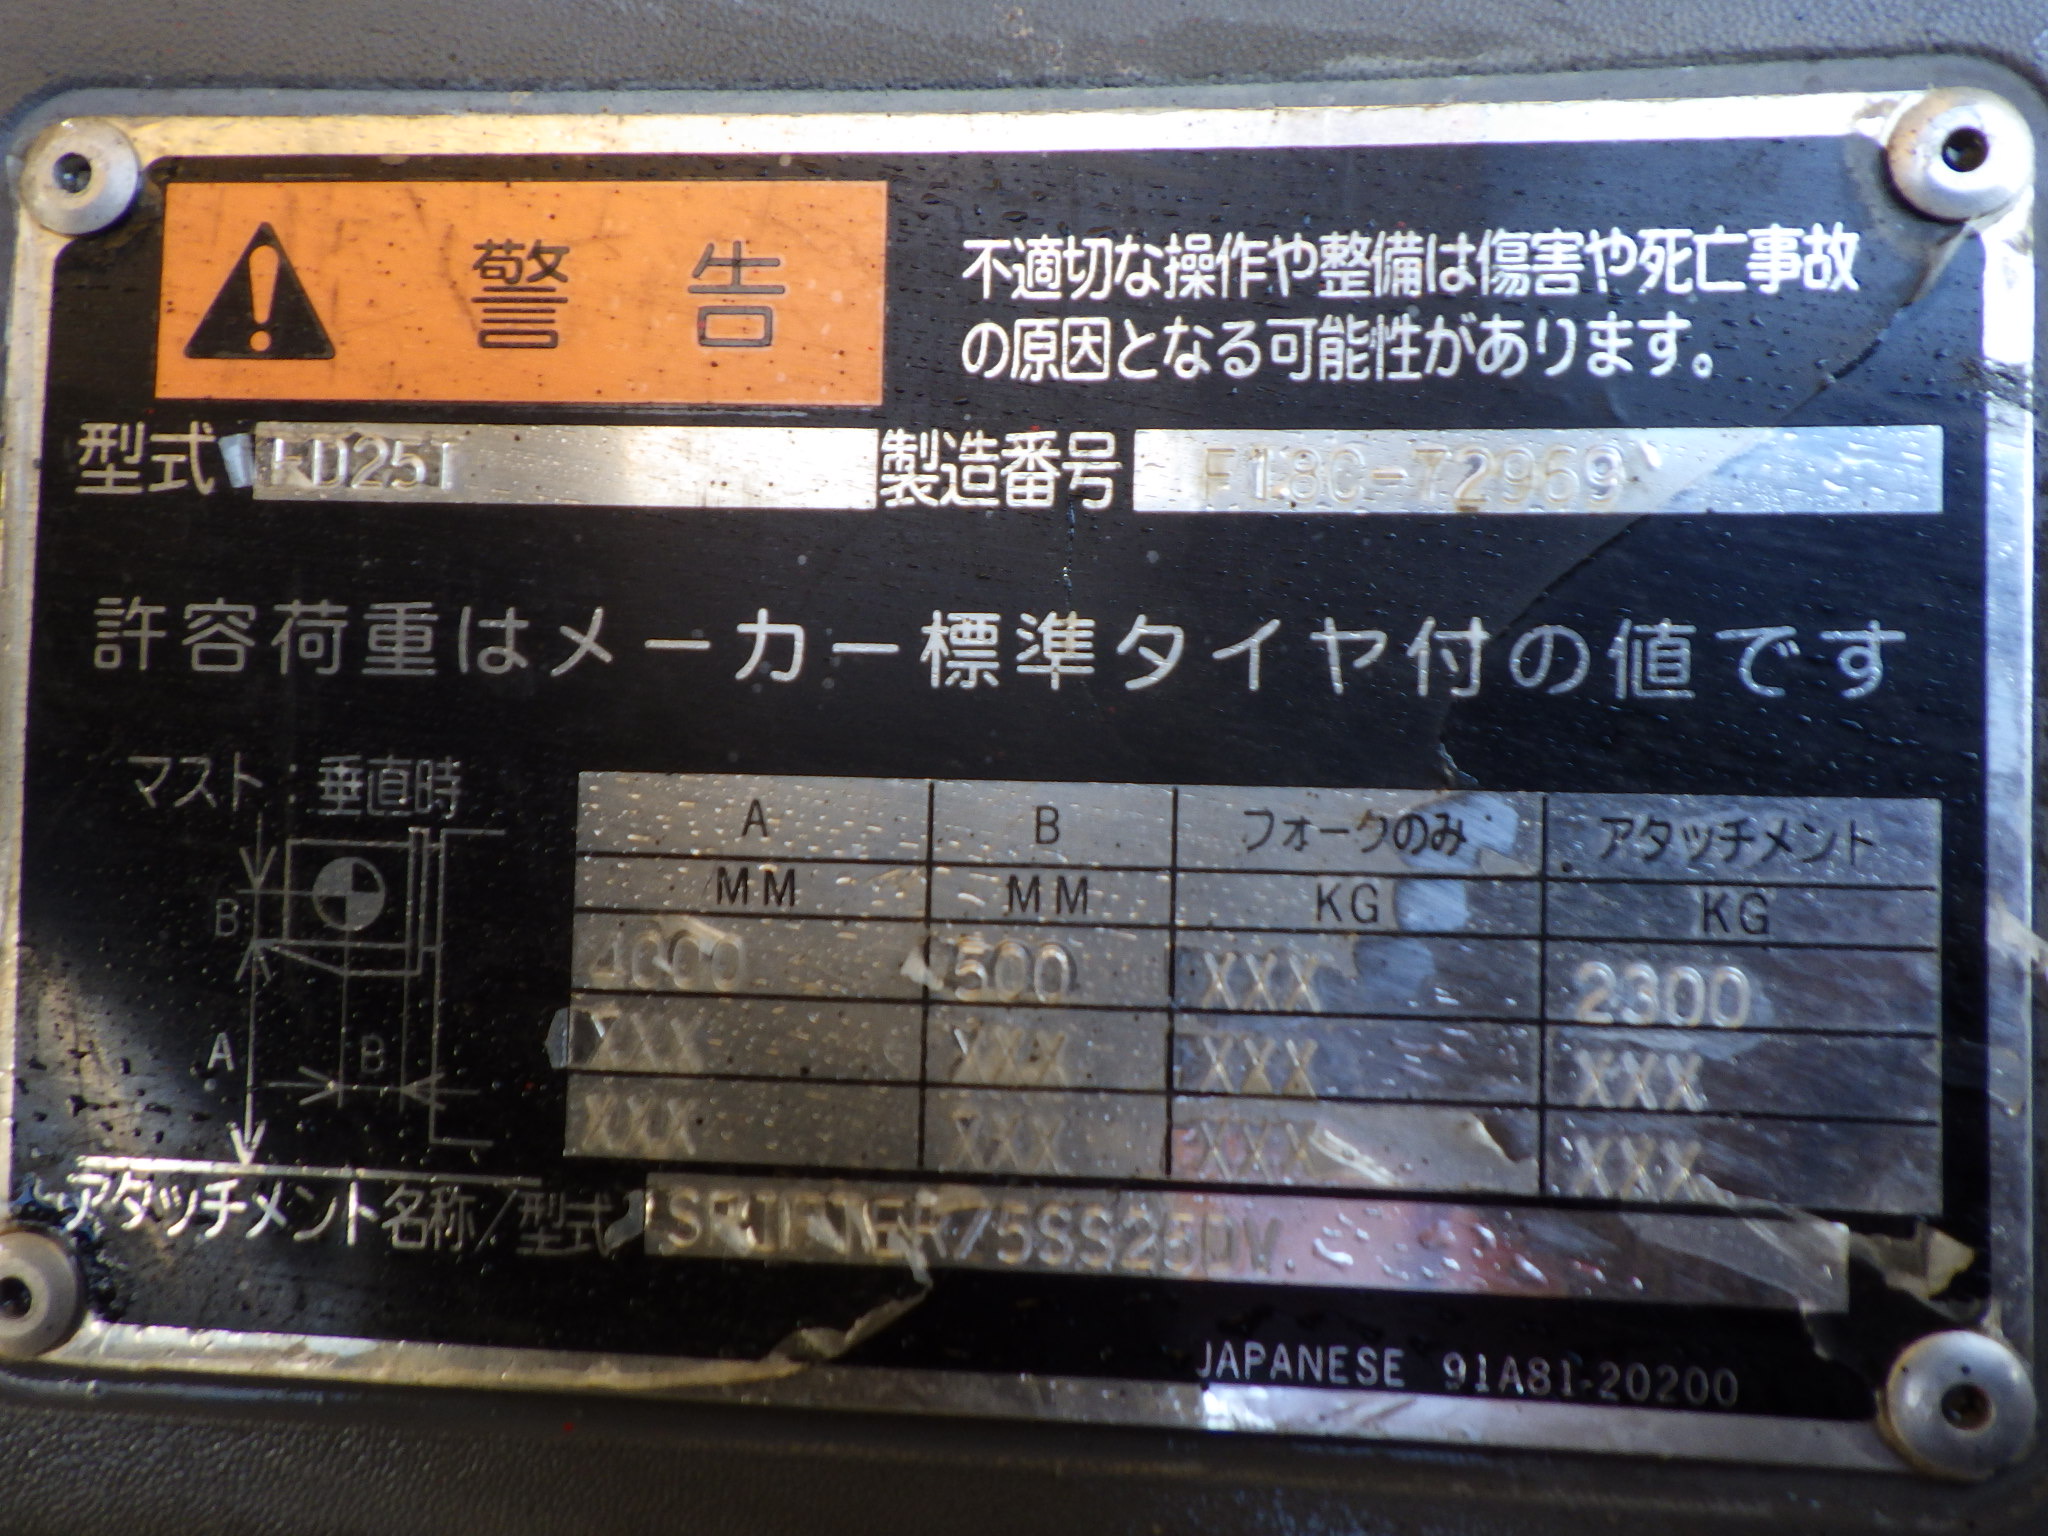 警告
不適切な操作や整備は傷害や死亡事故
の原因となる可能性があります。
型式 FD25T 製造番号 F18C-72969
許容荷重はメーカー標準タイヤ付の値です
マスト:垂直時
A B フォークのみ アタッチメント
MM MM KG KG
4000 500 XXX 2300
XXX XXX XXX XXX
XXX XXX XXX XXX
B
A B
アタッチメント名称/型式
JAPANESE 91A81-20200